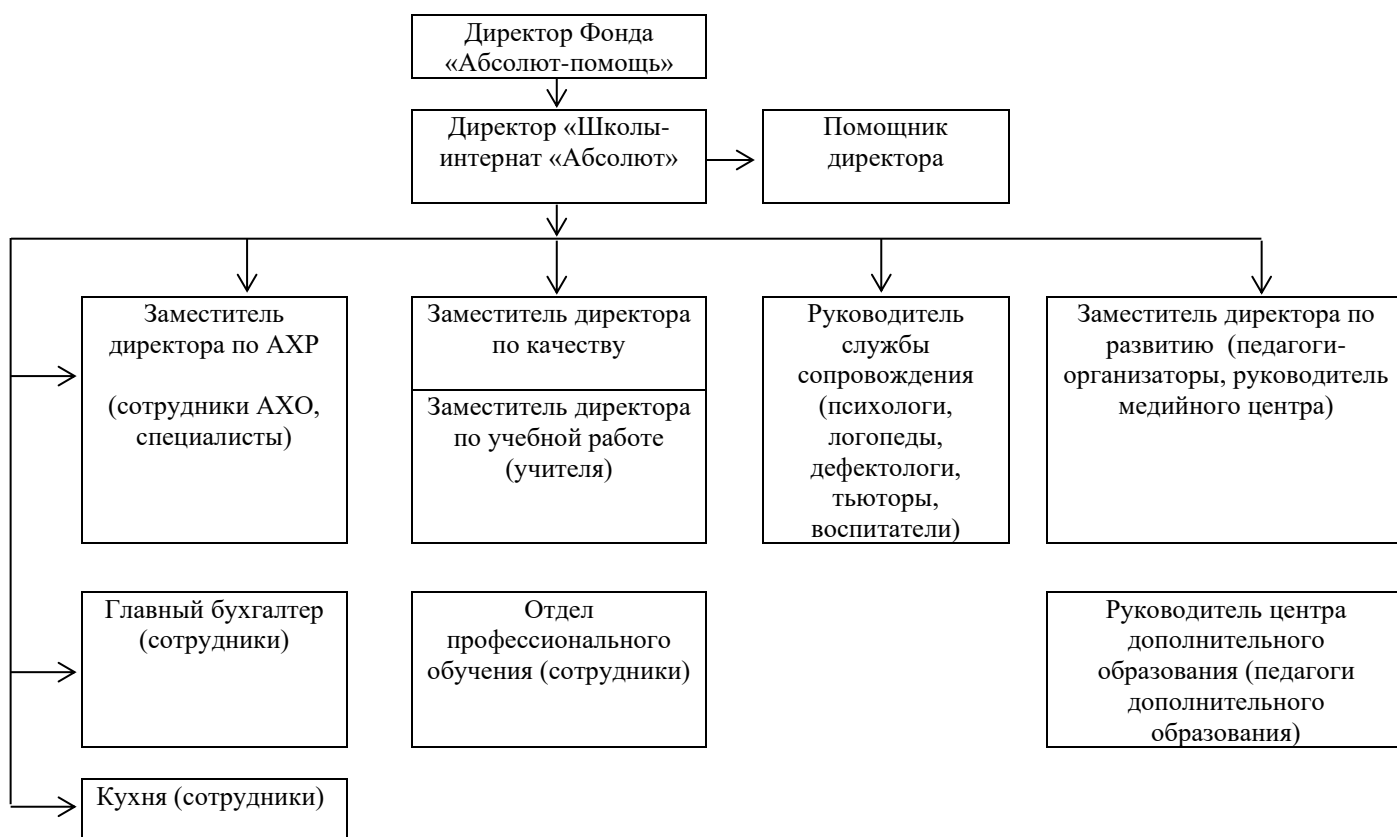 Директор Фонда
«Абсолют-помощь»
Директор «Школы-
интернат «Абсолют»
Помощник
директора
Заместитель
директора по АХР
(сотрудники АХО,
специалисты)
Заместитель директора
по качеству
Заместитель директора
по учебной работе
(учителя)
Руководитель
службы
сопровождения
(психологи,
логопеды,
дефектологи,
тьюторы,
воспитатели)
Заместитель директора по
развитию (педагоги-
организаторы, руководитель
медийного центра)
Главный бухгалтер
(сотрудники)
Отдел
профессионального
обучения (сотрудники)
Руководитель центра
дополнительного
образования (педагоги
дополнительного
образования)
Кухня (сотрудники)